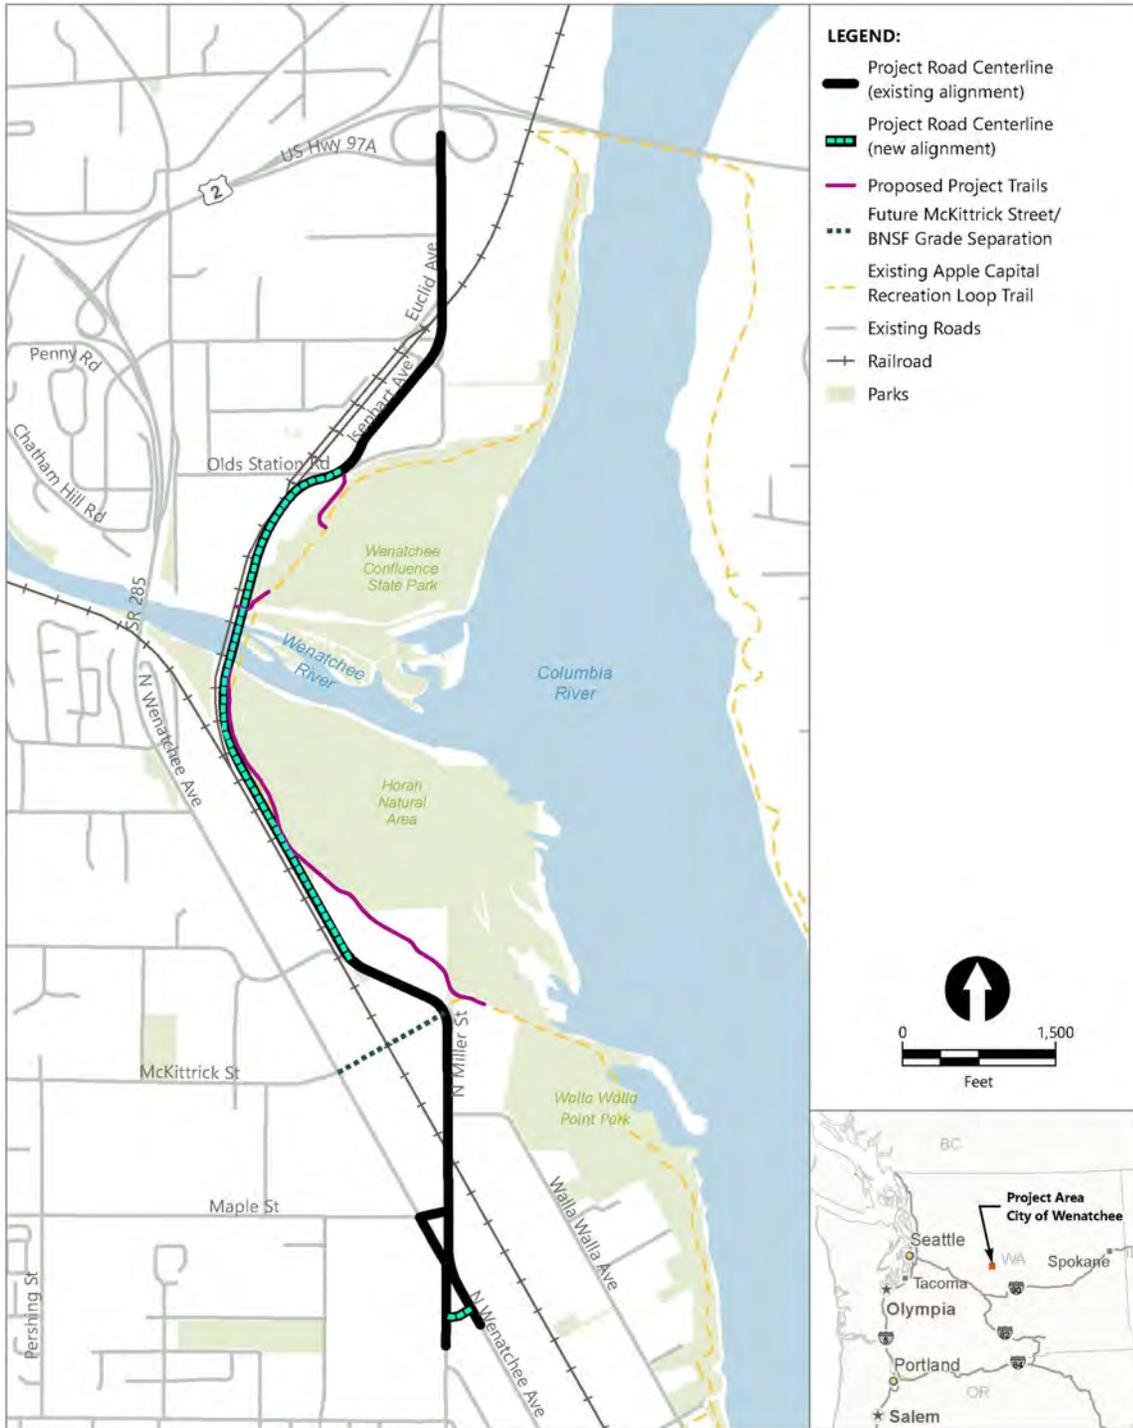 LEGEND:
Project Road Centerline
(existing alignment)
Project Road Centerline
(new alignment)
Proposed Project Trails
Future McKittrick Street/
BNSF Grade Separation
Existing Apple Capital
Recreation Loop Trail
Existing Roads
Railroad
Parks
US Hwy 97A
2
Euclid Ave
Penny Rd
Isenhart Ave
Chatham Hill Rd
Olds Station Rd
Wenatchee
Confluence
State Park
SR 285
Wenatchee
River
Columbia
River
N Wenatchee Ave
Horan
Natural
Area
N Miller St
McKittrick St
Walla Walla
Point Park
Maple St
Walla Walla Ave
Pershing St
N Wenatchee Ave
0 1,500
Feet
BC
Project Area
City of Wenatchee
Seattle
WA
Spokane
Tacoma
90
Olympia
82
5
84
Portland
OR
Salem